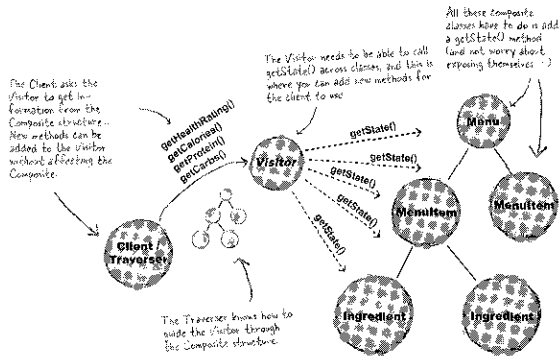 All these composite
classes have to do is add
a getState() method
(and not worry about
exposing themselves :) )
The Visitor needs to be able to call
getState() across classes, and this is
where you can add new methods for
the client to use
The Client asks the
Visitor to get in-
formation from the
Composite structure...
New methods can be
added to the Visitor
without affecting the
Composite.
getHealthRating()
getCalories()
getProtein()
getCarbs()
Visitor
getState()
getState()
getState()
getState()
getState()
Menu
MenuItem
MenuItem
Client /
Traverser
Ingredient
Ingredient
The Traverser knows how to
guide the Visitor through
the Composite structure.